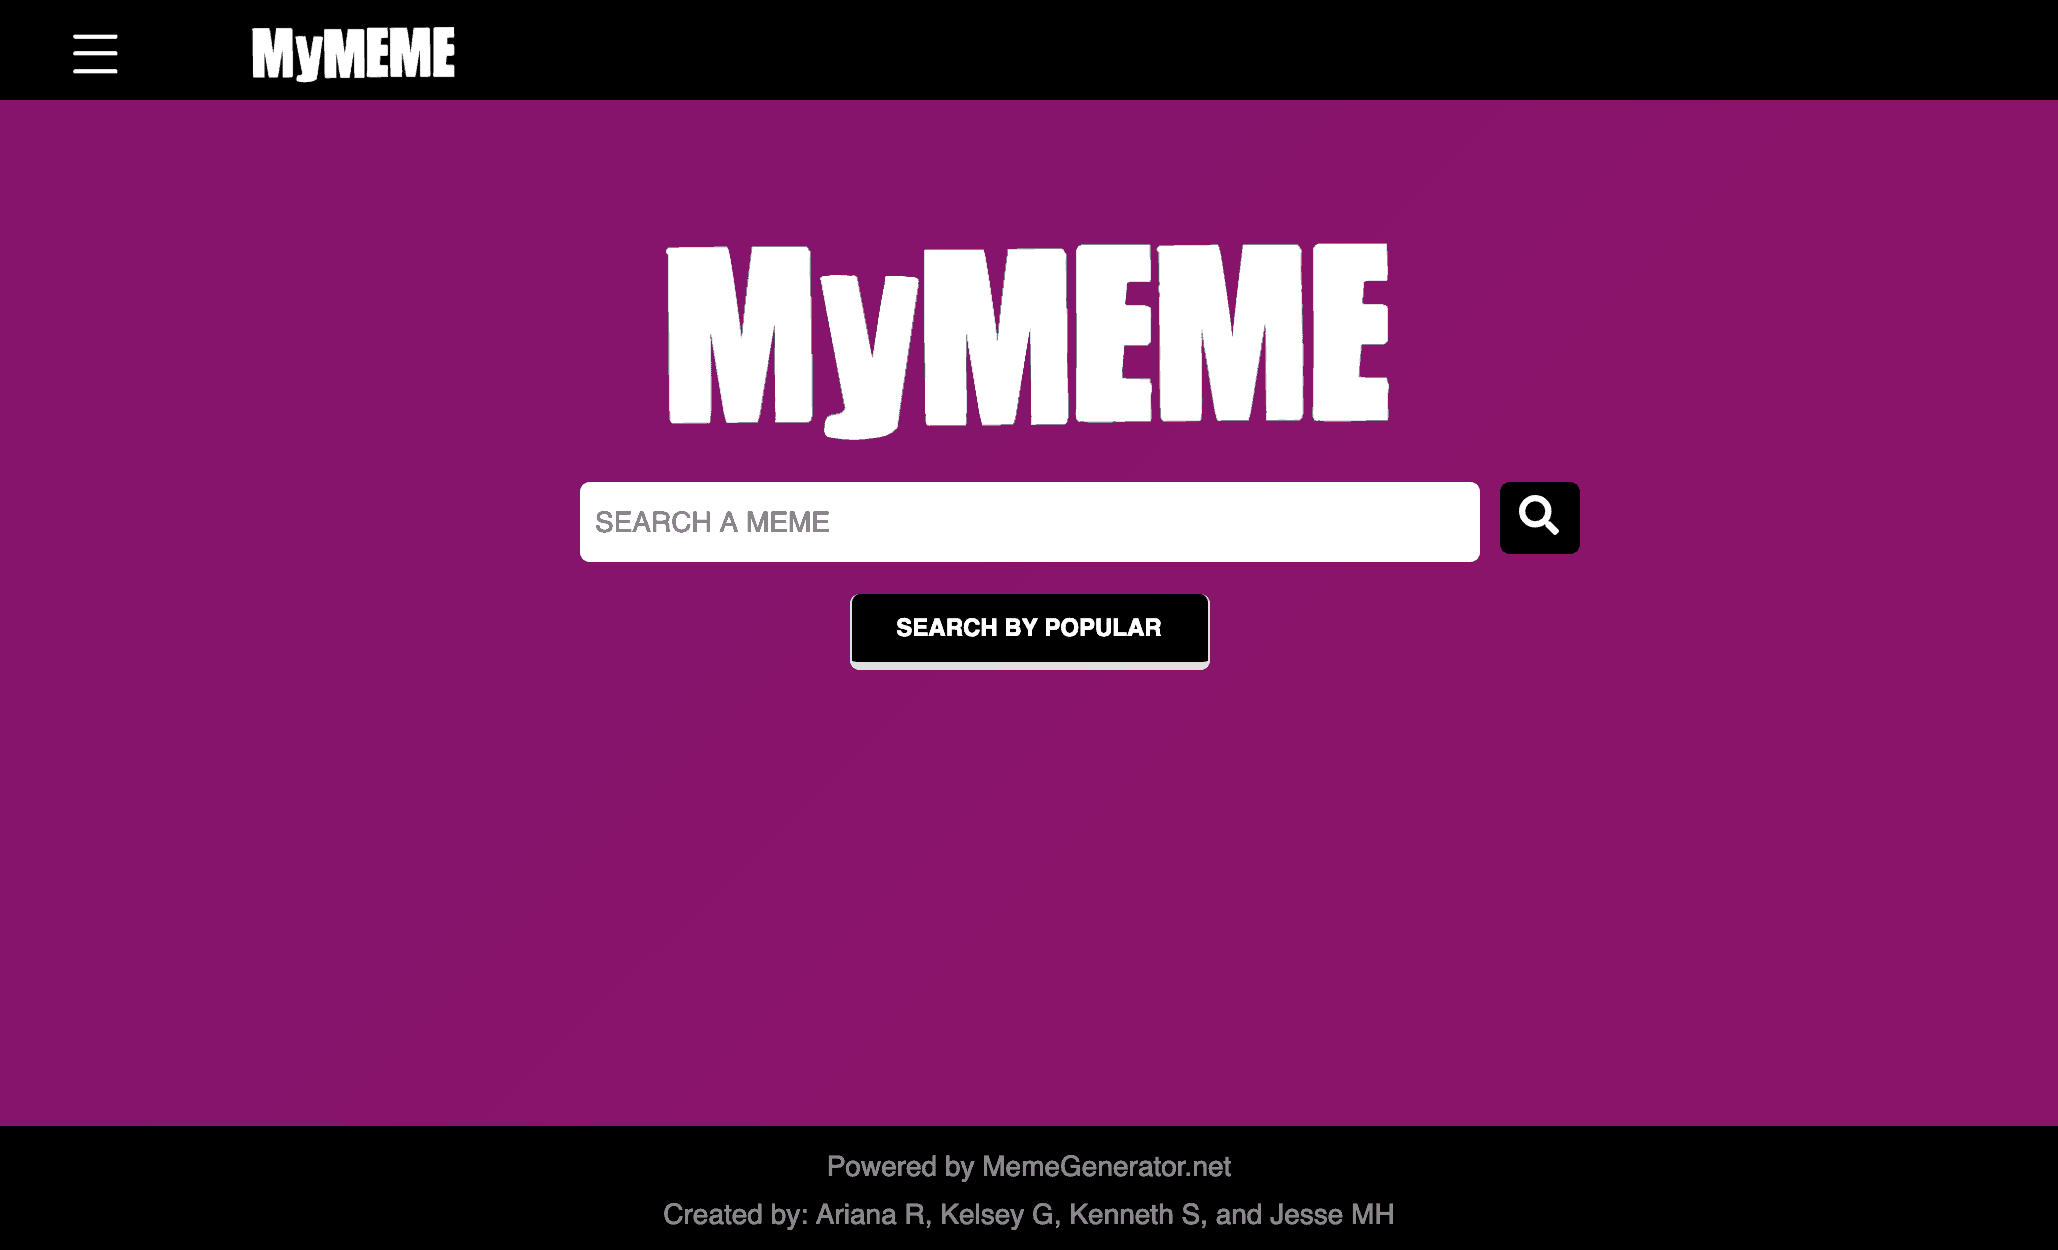 MyMEME
MyMEME
SEARCH A MEME
SEARCH BY POPULAR
Powered by MemeGenerator.net
Created by: Ariana R, Kelsey G, Kenneth S, and Jesse MH